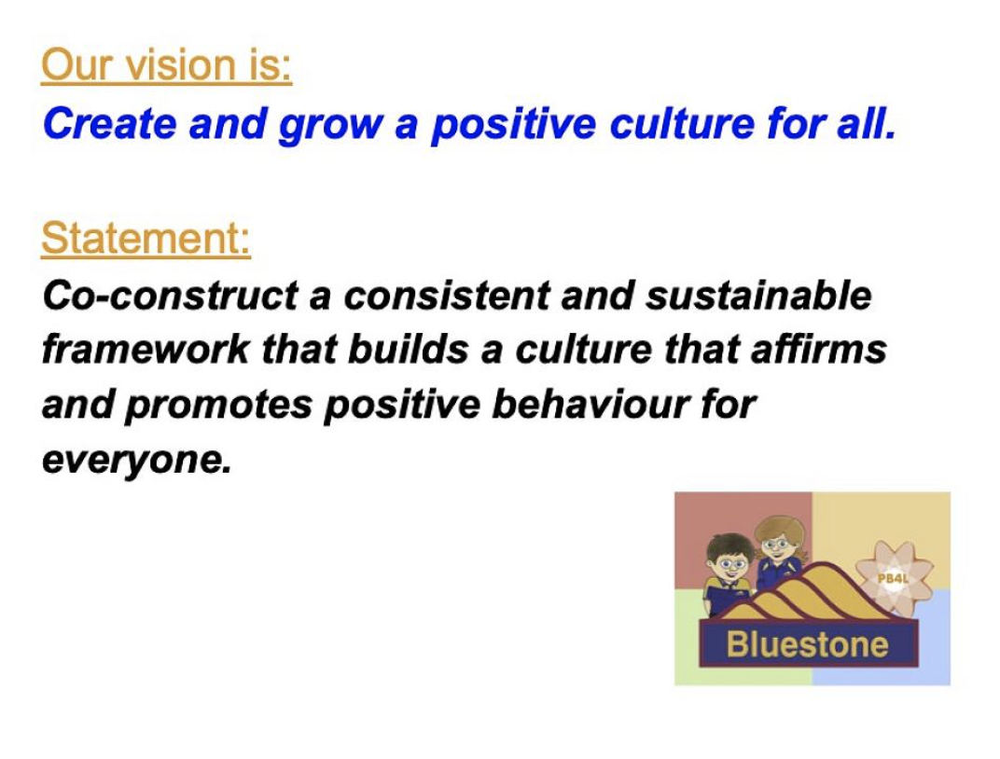 Our vision is:
Create and grow a positive culture for all.
Statement:
Co-construct a consistent and sustainable
framework that builds a culture that affirms
and promotes positive behaviour for
everyone.
PB4L
Bluestone